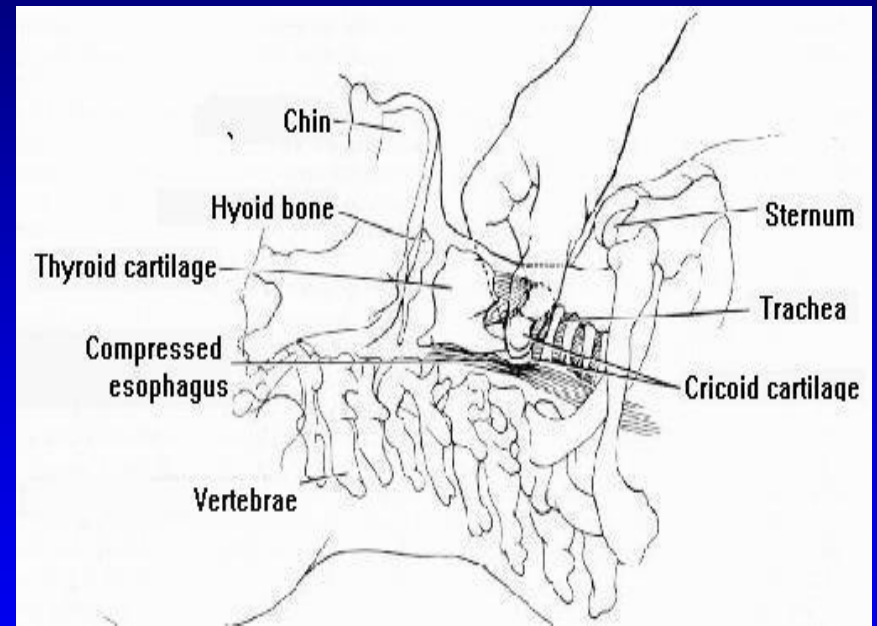 Chin
Hyoid bone
Sternum
Thyroid cartilage
Trachea
Compressed
esophagus
Cricoid cartilage
Vertebrae